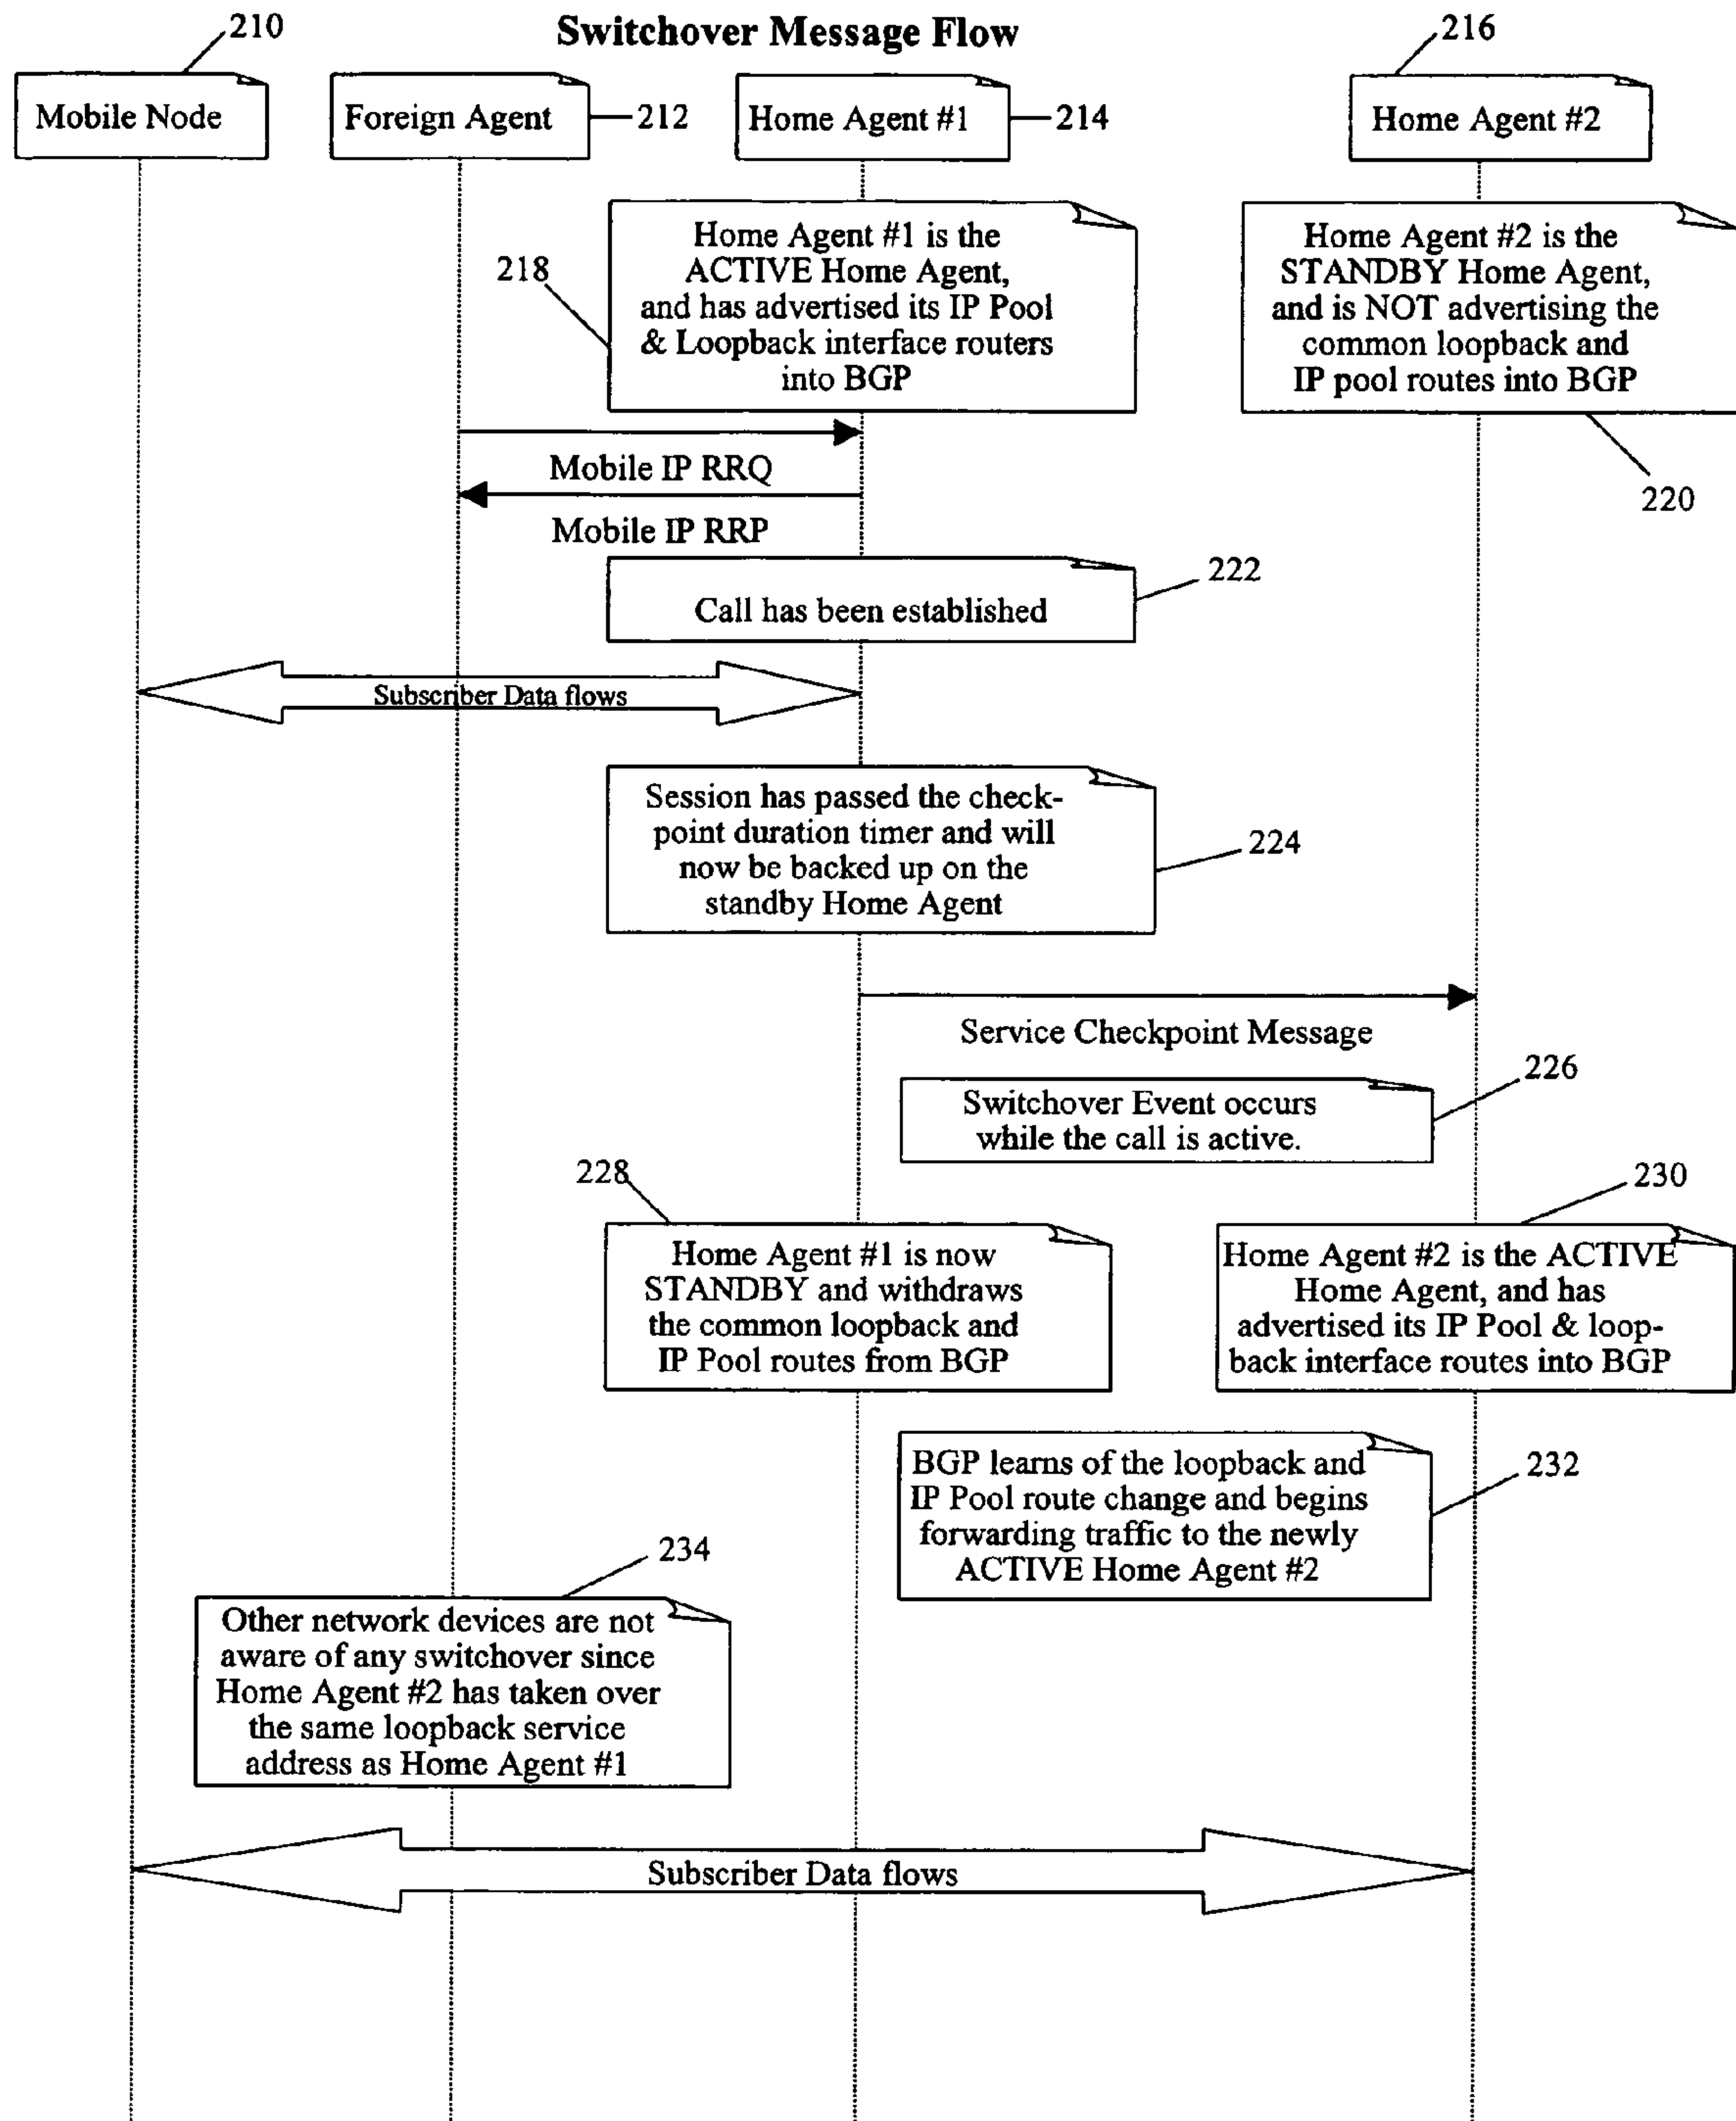 210
Switchover Message Flow
216
Mobile Node
Foreign Agent
212
Home Agent #1
214
Home Agent #2
218
Home Agent #1 is the
ACTIVE Home Agent,
and has advertised its IP Pool
& Loopback interface routers
into BGP
Home Agent #2 is the
STANDBY Home Agent,
and is NOT advertising the
common loopback and
IP pool routes into BGP
220
Mobile IP RRQ
Mobile IP RRP
222
Call has been established
Subscriber Data flows
Session has passed the check-
point duration timer and will
now be backed up on the
standby Home Agent
224
Service Checkpoint Message
226
Switchover Event occurs
while the call is active.
228
Home Agent #1 is now
STANDBY and withdraws
the common loopback and
IP Pool routes from BGP
230
Home Agent #2 is the ACTIVE
Home Agent, and has
advertised its IP Pool & loop-
back interface routes into BGP
BGP learns of the loopback and
IP Pool route change and begins
forwarding traffic to the newly
ACTIVE Home Agent #2
232
234
Other network devices are not
aware of any switchover since
Home Agent #2 has taken over
the same loopback service
address as Home Agent #1
Subscriber Data flows